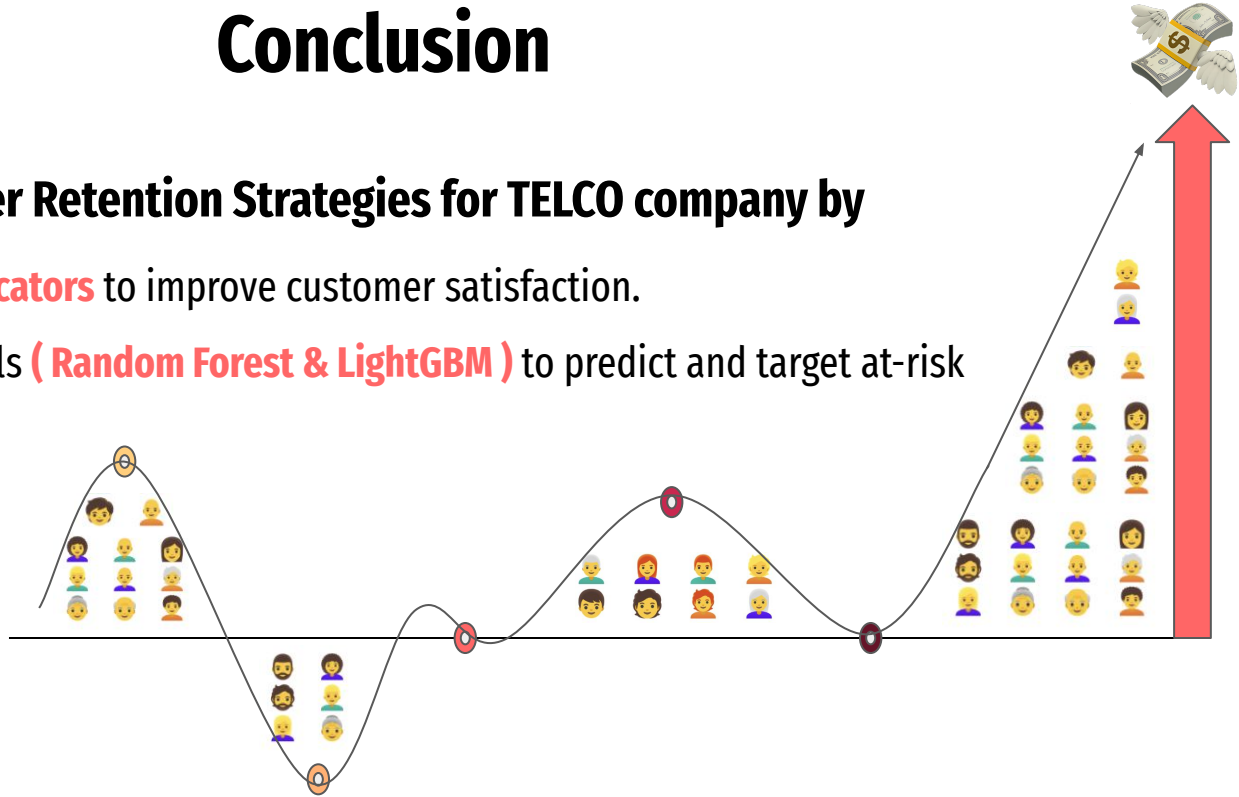 Conclusion
er Retention Strategies for TELCO company by
cators to improve customer satisfaction.
ls ( Random Forest & LightGBM ) to predict and target at-risk